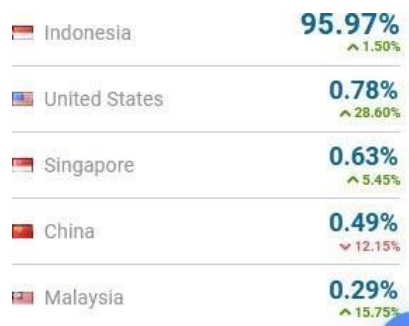 Indonesia 95.97%
1.50%
United States 0.78%
28.60%
Singapore 0.63%
5.45%
China 0.49%
12.15%
Malaysia 0.29%
15.75%